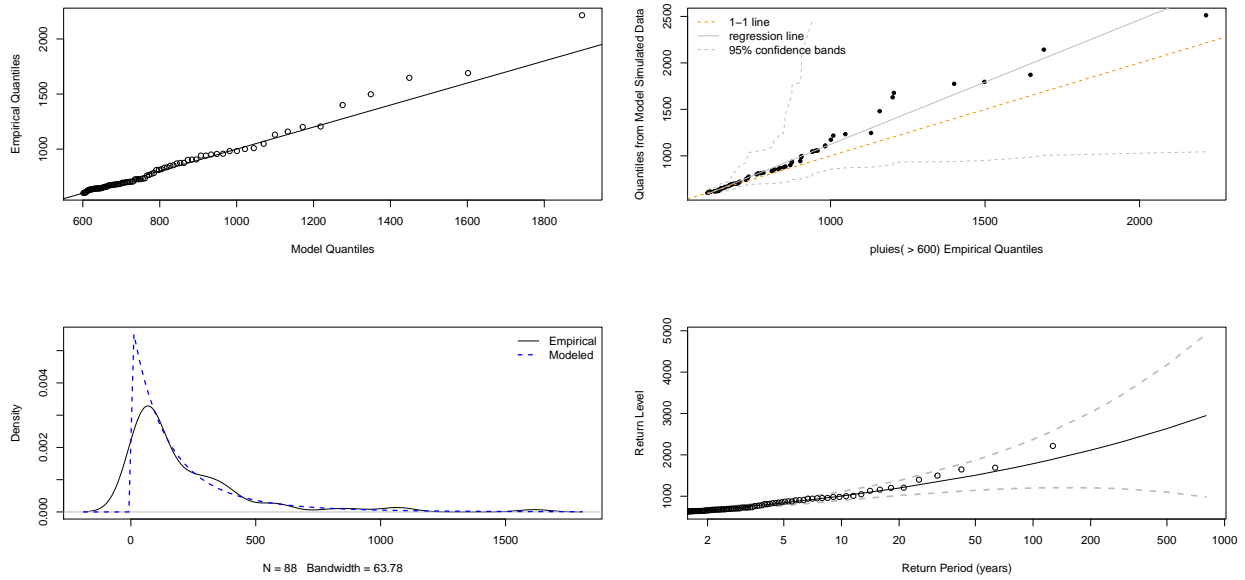 Empirical Quantiles
2000
1500
1000
600 800 1000 1200 1400 1600 1800
Model Quantiles
Quantiles from Model Simulated Data
2500
2000
1500
1000
1−1 line
regression line
95% confidence bands
1000 1500 2000
pluies( > 600) Empirical Quantiles
Density
0.004
0.002
0.000
Empirical
Modeled
0 500 1000 1500
N = 88 Bandwidth = 63.78
Return Level
5000
4000
3000
2000
1000
2 5 10 20 50 100 200 500 1000
Return Period (years)